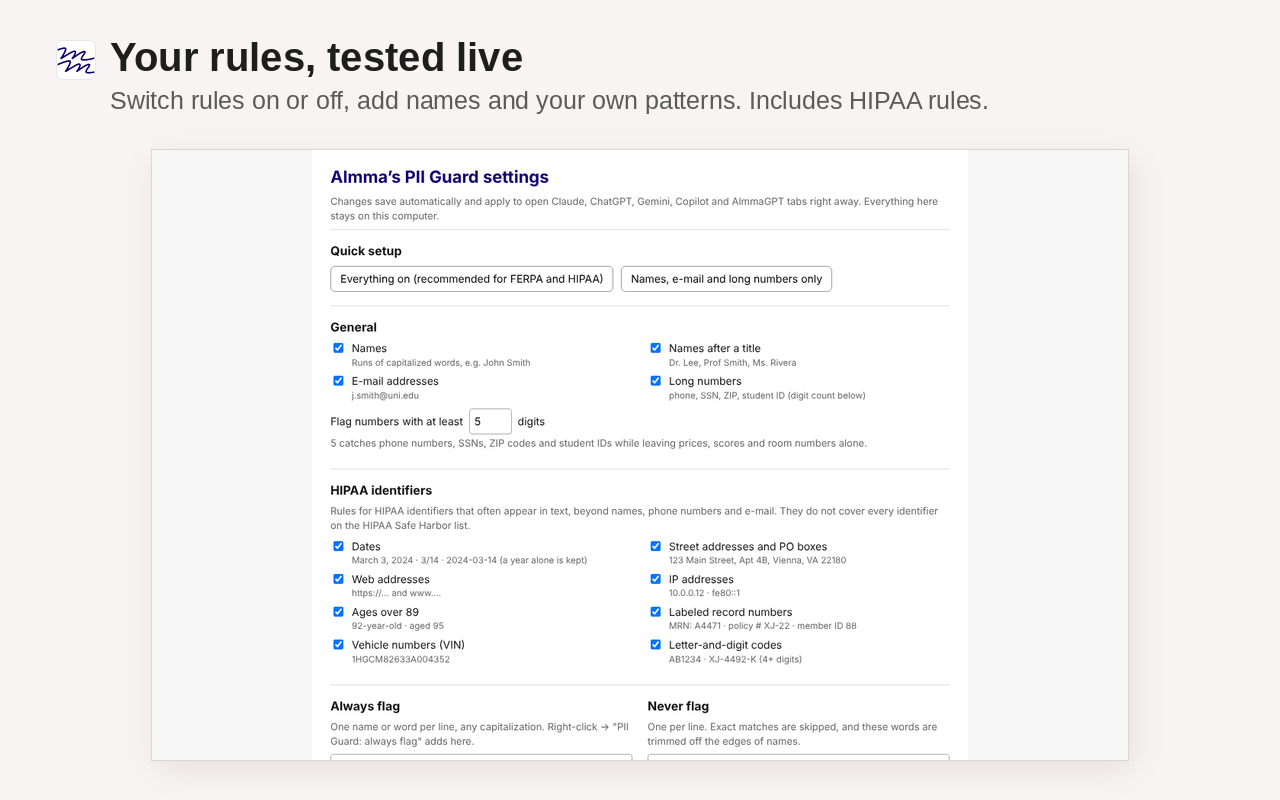 Your rules, tested live
Switch rules on or off, add names and your own patterns. Includes HIPAA rules.
Almma’s PII Guard settings
Changes save automatically and apply to open Claude, ChatGPT, Gemini, Copilot and AlmmaGPT tabs right away. Everything here
stays on this computer.
Quick setup
Everything on (recommended for FERPA and HIPAA)
Names, e-mail and long numbers only
General
Names
Runs of capitalized words, e.g. John Smith
Names after a title
Dr. Lee, Prof Smith, Ms. Rivera
E-mail addresses
j.smith@uni.edu
Long numbers
phone, SSN, ZIP, student ID (digit count below)
Flag numbers with at least 5 digits
5 catches phone numbers, SSNs, ZIP codes and student IDs while leaving prices, scores and room numbers alone.
HIPAA identifiers
Rules for HIPAA identifiers that often appear in text, beyond names, phone numbers and e-mail. They do not cover every identifier
on the HIPAA Safe Harbor list.
Dates
March 3, 2024 · 3/14 · 2024-03-14 (a year alone is kept)
Street addresses and PO boxes
123 Main Street, Apt 4B, Vienna, VA 22180
Web addresses
https://... and www....
IP addresses
10.0.0.12 · fe80::1
Ages over 89
92-year-old · aged 95
Labeled record numbers
MRN: A4471 · policy # XJ-22 · member ID 88
Vehicle numbers (VIN)
1HGCM82633A004352
Letter-and-digit codes
AB1234 · XJ-4492-K (4+ digits)
Always flag
One name or word per line, any capitalization. Right-click → "PII
Guard: always flag" adds here.
Never flag
One per line. Exact matches are skipped, and these words are
trimmed off the edges of names.